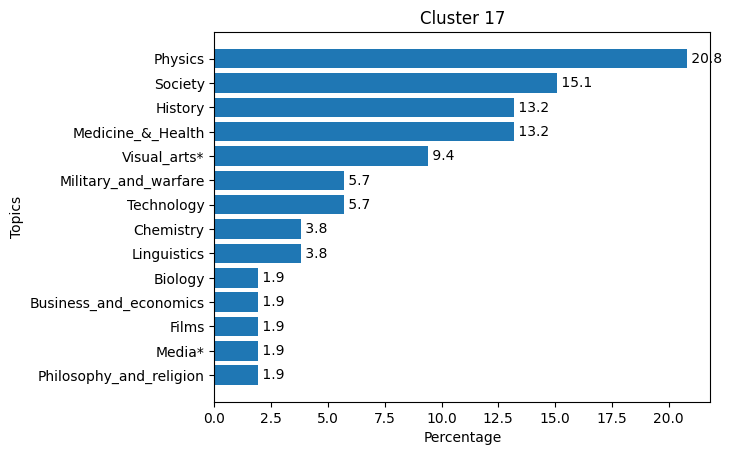 Cluster 17
Physics 20.8
Society 15.1
History 13.2
Medicine_&_Health 13.2
Visual_arts* 9.4
Military_and_warfare 5.7
Technology 5.7
Chemistry 3.8
Linguistics 3.8
Biology 1.9
Business_and_economics 1.9
Films 1.9
Media* 1.9
Philosophy_and_religion 1.9
Topics
0.0 2.5 5.0 7.5 10.0 12.5 15.0 17.5 20.0
Percentage